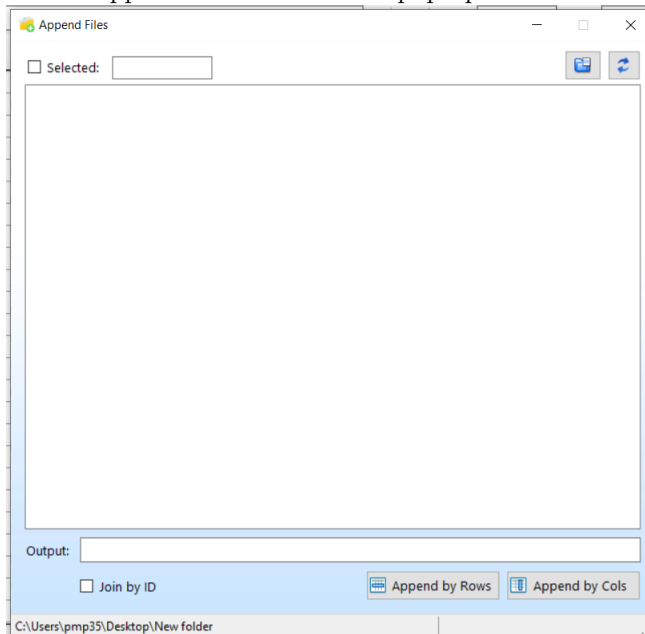 Append Files
Selected:
Output:
Join by ID
Append by Rows
Append by Cols
C:\Users\pmp35\Desktop\New folder